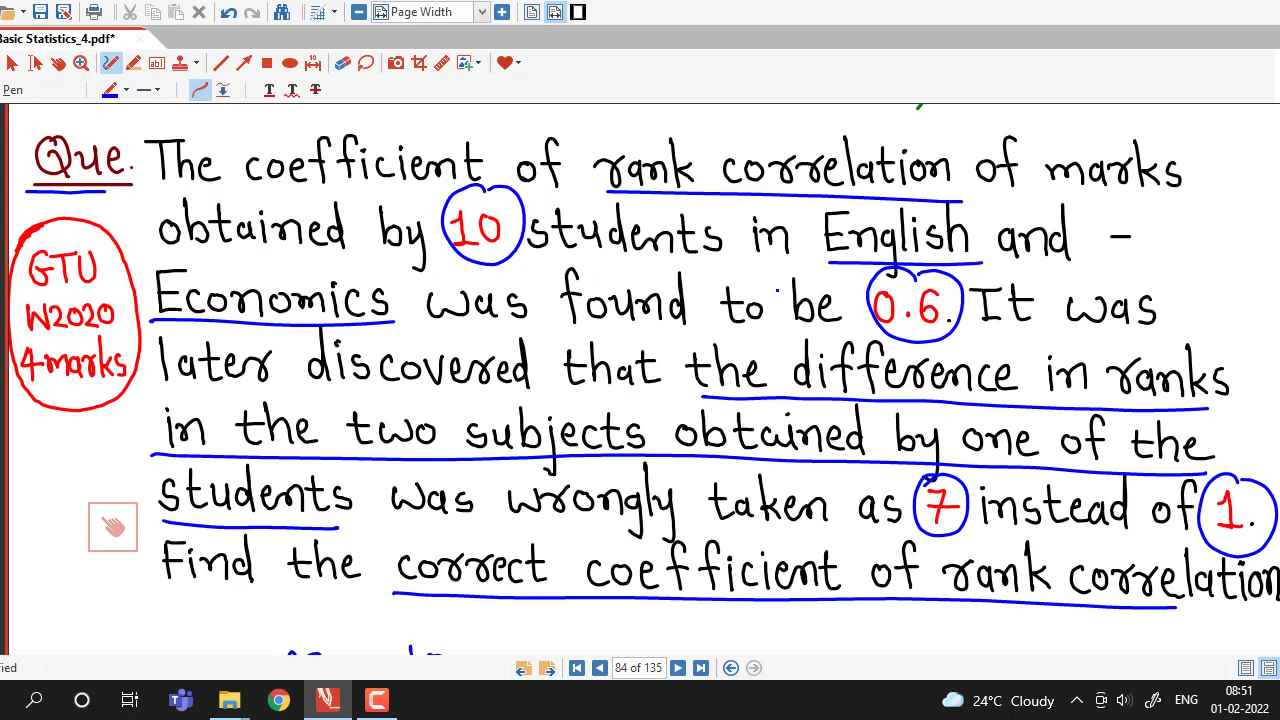 Page Width
Basic Statistics_4.pdf*
Pen
Que. The coefficient of rank correlation of marks
obtained by 10 students in English and -
Economics was found to be 0.6. It was
later discovered that the difference in ranks
in the two subjects obtained by one of the
students was wrongly taken as 7 instead of 1.
Find the correct coefficient of rank correlation
GTU
W2020
4 marks
84 of 135
24°C Cloudy
ENG
08:51
01-02-2022